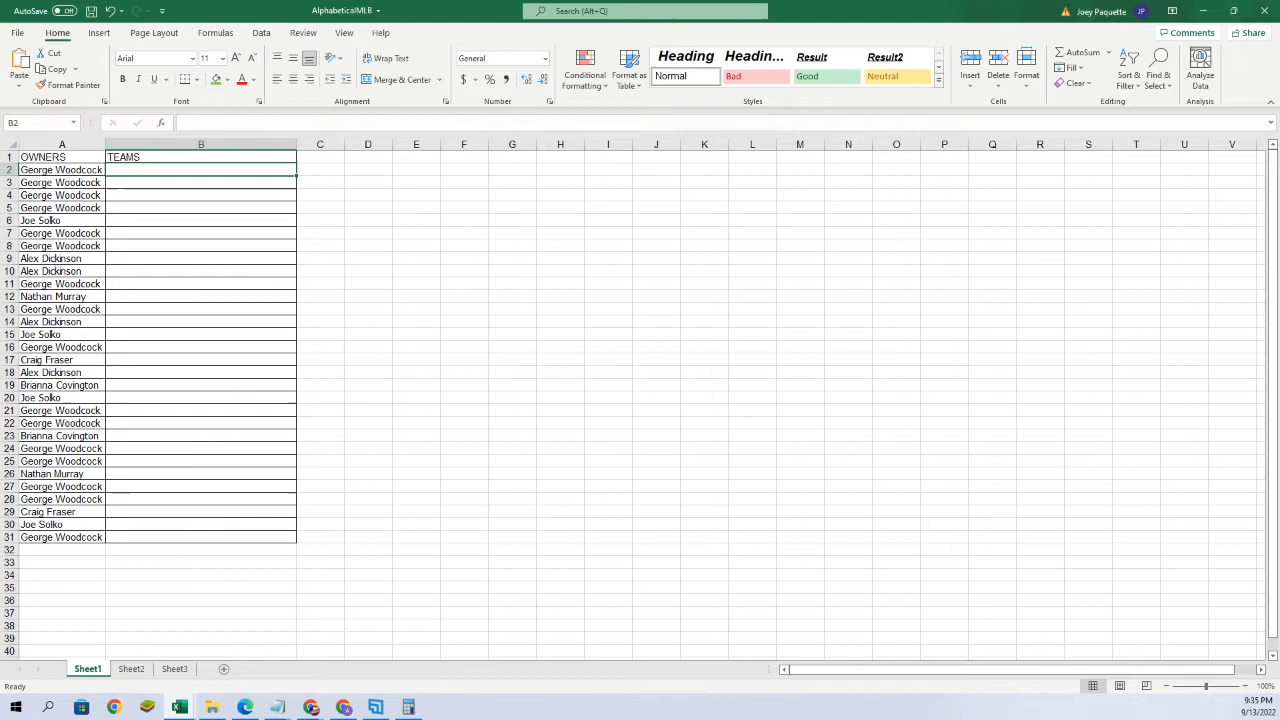 AutoSave Off AlphabeticalMLB Search (Alt+Q) Joey Paquette JP
File Home Insert Page Layout Formulas Data Review View Help Comments Share
Paste Cut Copy Format Painter Clipboard
Arial 11 A A B I U A Font
Wrap Text Merge & Center Alignment
General $ % , Number
Conditional Formatting Format as Table
Heading Headin... Result Result2
Normal Bad Good Neutral
Styles
Insert Delete Format Cells
AutoSum Fill Clear Sort & Filter Find & Select Editing
Analyze Data Analysis
B2 fx
A B C D E F G H I J K L M N O P Q R S T U V
1 OWNERS TEAMS
2 George Woodcock
3 George Woodcock
4 George Woodcock
5 George Woodcock
6 Joe Solko
7 George Woodcock
8 George Woodcock
9 Alex Dickinson
10 Alex Dickinson
11 George Woodcock
12 Nathan Murray
13 George Woodcock
14 Alex Dickinson
15 Joe Solko
16 George Woodcock
17 Craig Fraser
18 Alex Dickinson
19 Brianna Covington
20 Joe Solko
21 George Woodcock
22 George Woodcock
23 Brianna Covington
24 George Woodcock
25 George Woodcock
26 Nathan Murray
27 George Woodcock
28 George Woodcock
29 Craig Fraser
30 Joe Solko
31 George Woodcock
32
33
34
35
36
37
38
39
40
Sheet1 Sheet2 Sheet3
Ready 100%
9:35 PM
9/13/2022